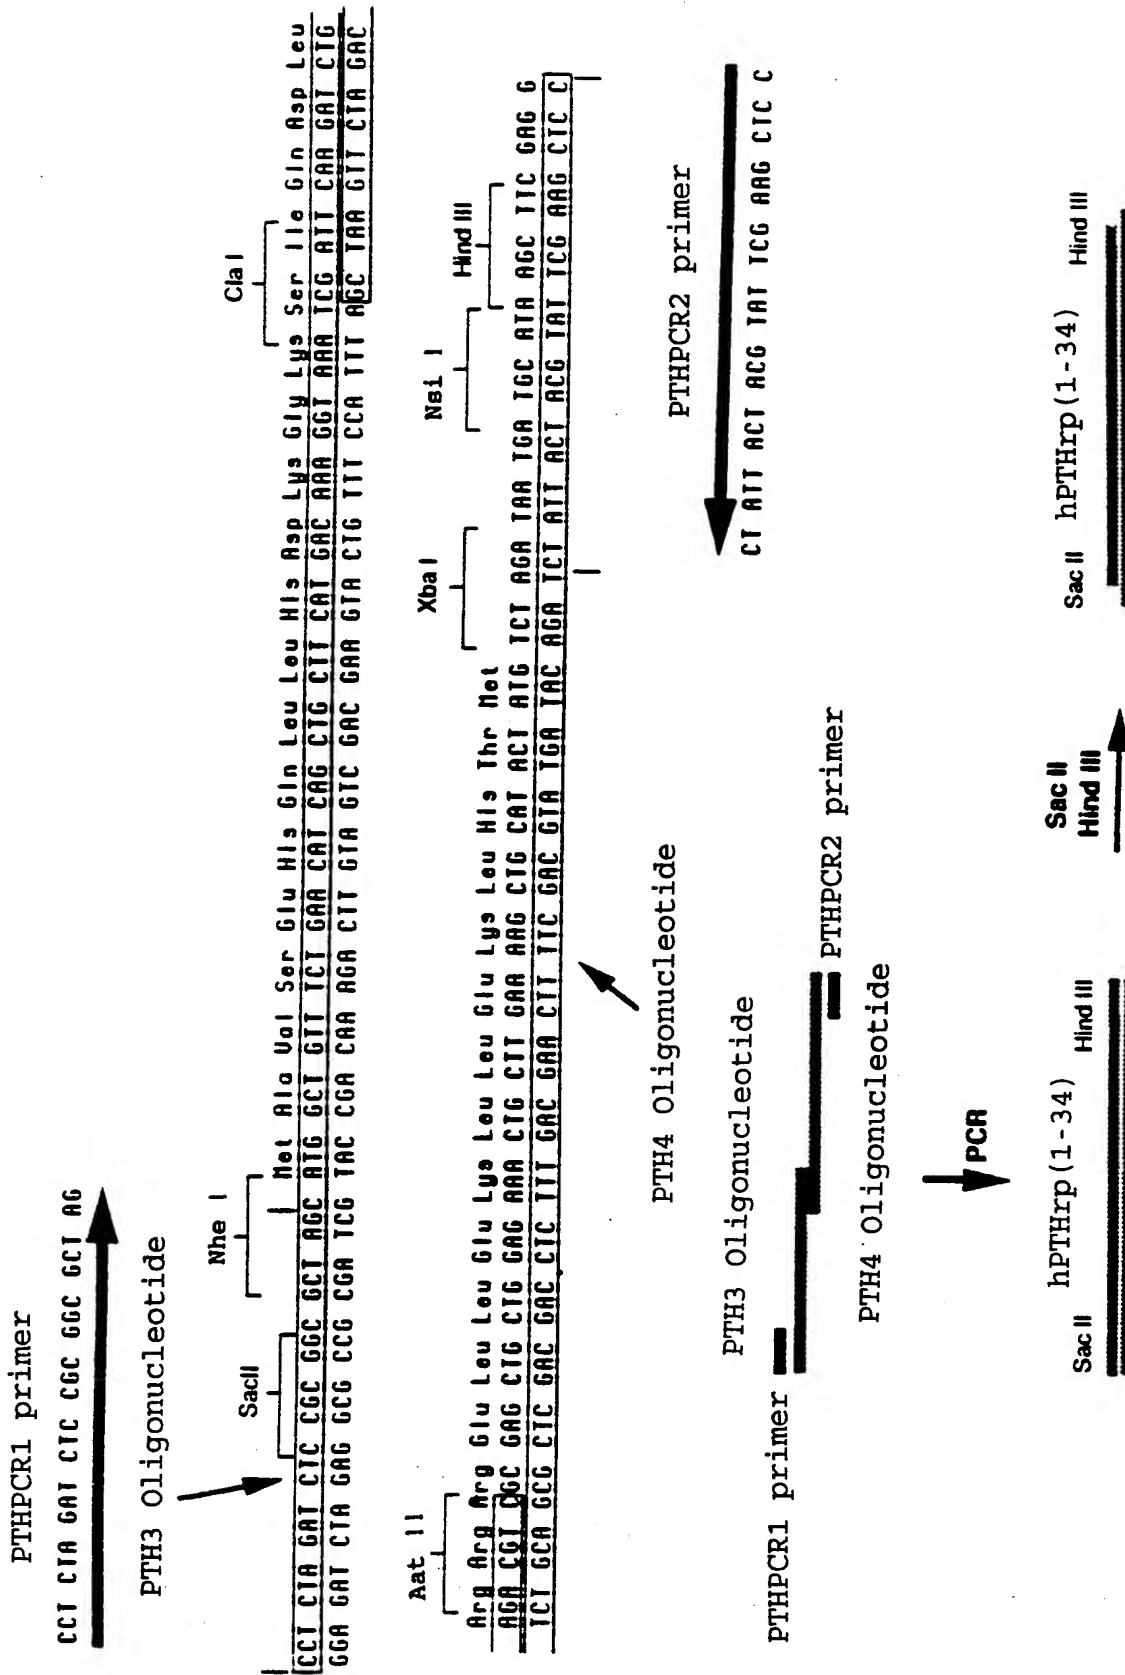 PTHPCR1 primer
CCT CTA GAT CTC CGC GGC GCT AG
PTH3 Oligonucleotide
SacII
Nhe I
Cla I
Met Ala Val Ser Glu His Gln Leu Leu His Asp Lys Gly Lys Ser Ile Gln Asp Leu
CCT CTA GAT CTC CGC GGC GCT AGC ATG GCT GTT TCT GAA CAT CAG CTG CTT CAT GAC AAA GGT AAA TCG ATT CAA GAT CTG
GGA GAT CTA GAG GCG CCG CGA TCG TAC CGA CAA AGA CTT GTA GTC GAC GAA GTA CTG TTT CCA TTT AGC TAA GTT CTA GAC
Aat II
Xba I
Nsi I
Hind III
Arg Arg Arg Glu Leu Leu Glu Lys Leu Leu Glu Lys Leu His Thr Met
AGA CGT CGC GAG CTG CTG GAG AAA CTG CTT GAA AAG CTG CAT ACT ATG TCT AGA TAA TGA TGC ATA AGC TTC GAG G
TCT GCA GCG CTC GAC GAC CTC TTT GAC GAA CTT TTC GAC GTA TGA TAC AGA TCT ATT ACT ACG TAT TCG AAG CTC C
PTH4 Oligonucleotide
PTHPCR2 primer
CT ATT ACT ACG TAT TCG AAG CTC C
PTHPCR1 primer
PTH3 Oligonucleotide
PTHPCR2 primer
PTH4 Oligonucleotide
PCR
Sac II
hPTHrp(1-34)
Hind III
Sac II
Hind III
Sac II
hPTHrp(1-34)
Hind III